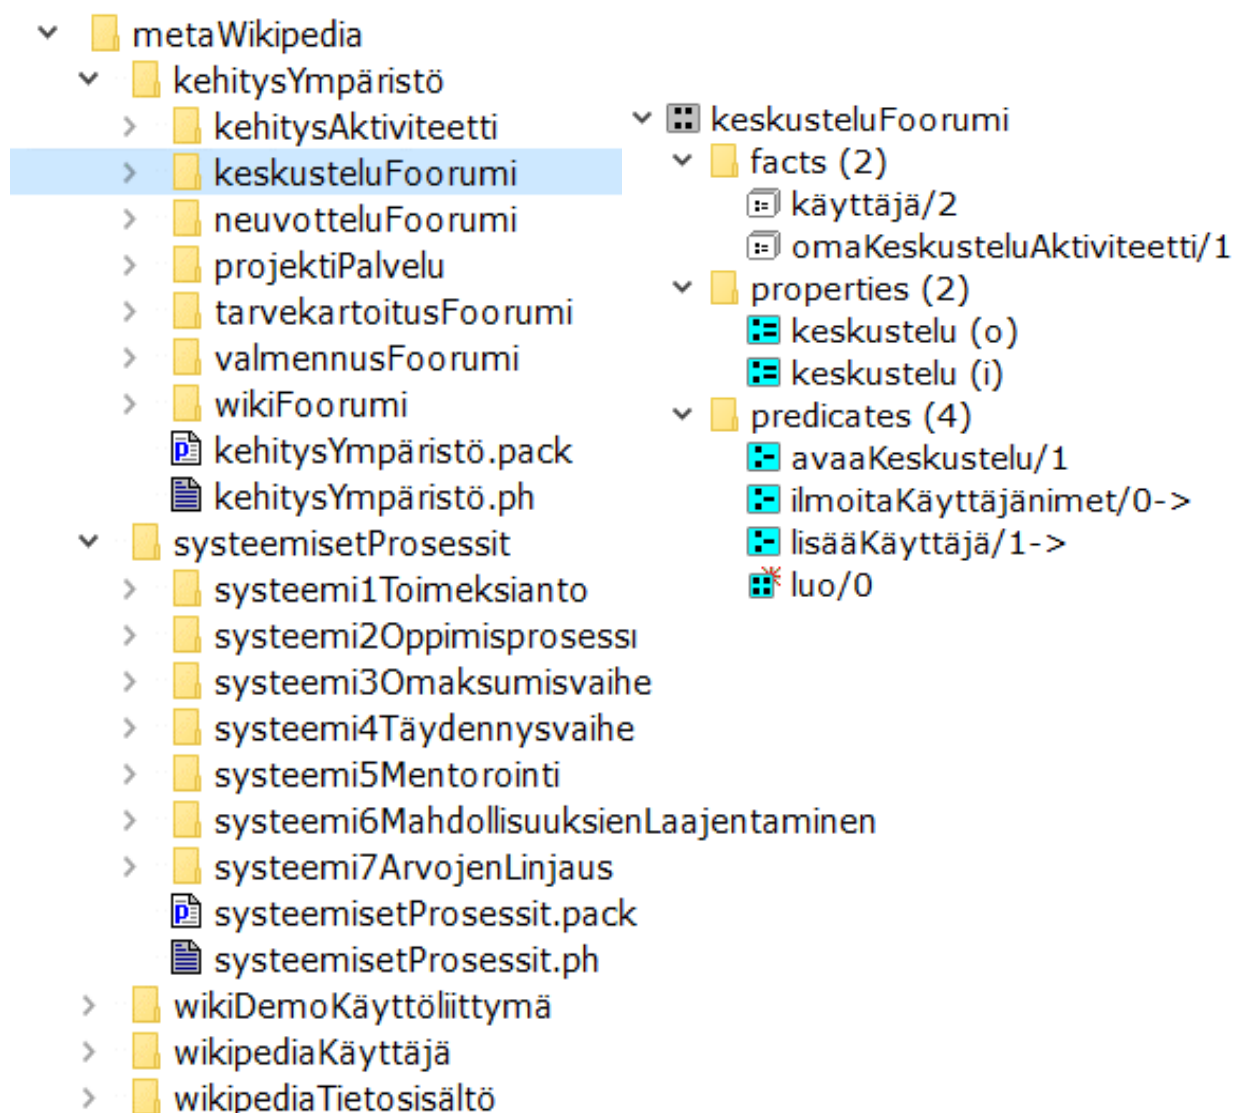 metaWikipedia
kehitysYmpäristö
kehitysAktiviteetti
keskusteluFoorumi
neuvotteluFoorumi
projektiPalvelu
tarvekartoitusFoorumi
valmennusFoorumi
wikiFoorumi
kehitysYmpäristö.pack
kehitysYmpäristö.ph
systeemisetProsessit
systeemi1Toimeksianto
systeemi2Oppimisprosessi
systeemi3Omaksumisvaihe
systeemi4Täydennysvaihe
systeemi5Mentorointi
systeemi6MahdollisuuksienLaajentaminen
systeemi7ArvojenLinjaus
systeemisetProsessit.pack
systeemisetProsessit.ph
wikiDemoKäyttöliittymä
wikipediaKäyttäjä
wikipediaTietosisältö
keskusteluFoorumi
facts (2)
käyttäjä/2
omaKeskusteluAktiviteetti/1
properties (2)
keskustelu (o)
keskustelu (i)
predicates (4)
avaaKeskustelu/1
ilmoitaKäyttäjänimet/0->
lisääKäyttäjä/1->
luo/0